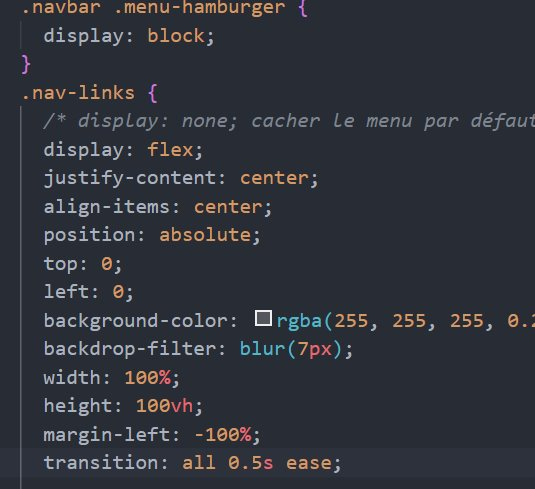 .navbar .menu-hamburger {
display: block;
}
.nav-links {
/* display: none; cacher le menu par défaut
display: flex;
justify-content: center;
align-items: center;
position: absolute;
top: 0;
left: 0;
background-color: rgba(255, 255, 255, 0.2
backdrop-filter: blur(7px);
width: 100%;
height: 100vh;
margin-left: -100%;
transition: all 0.5s ease;